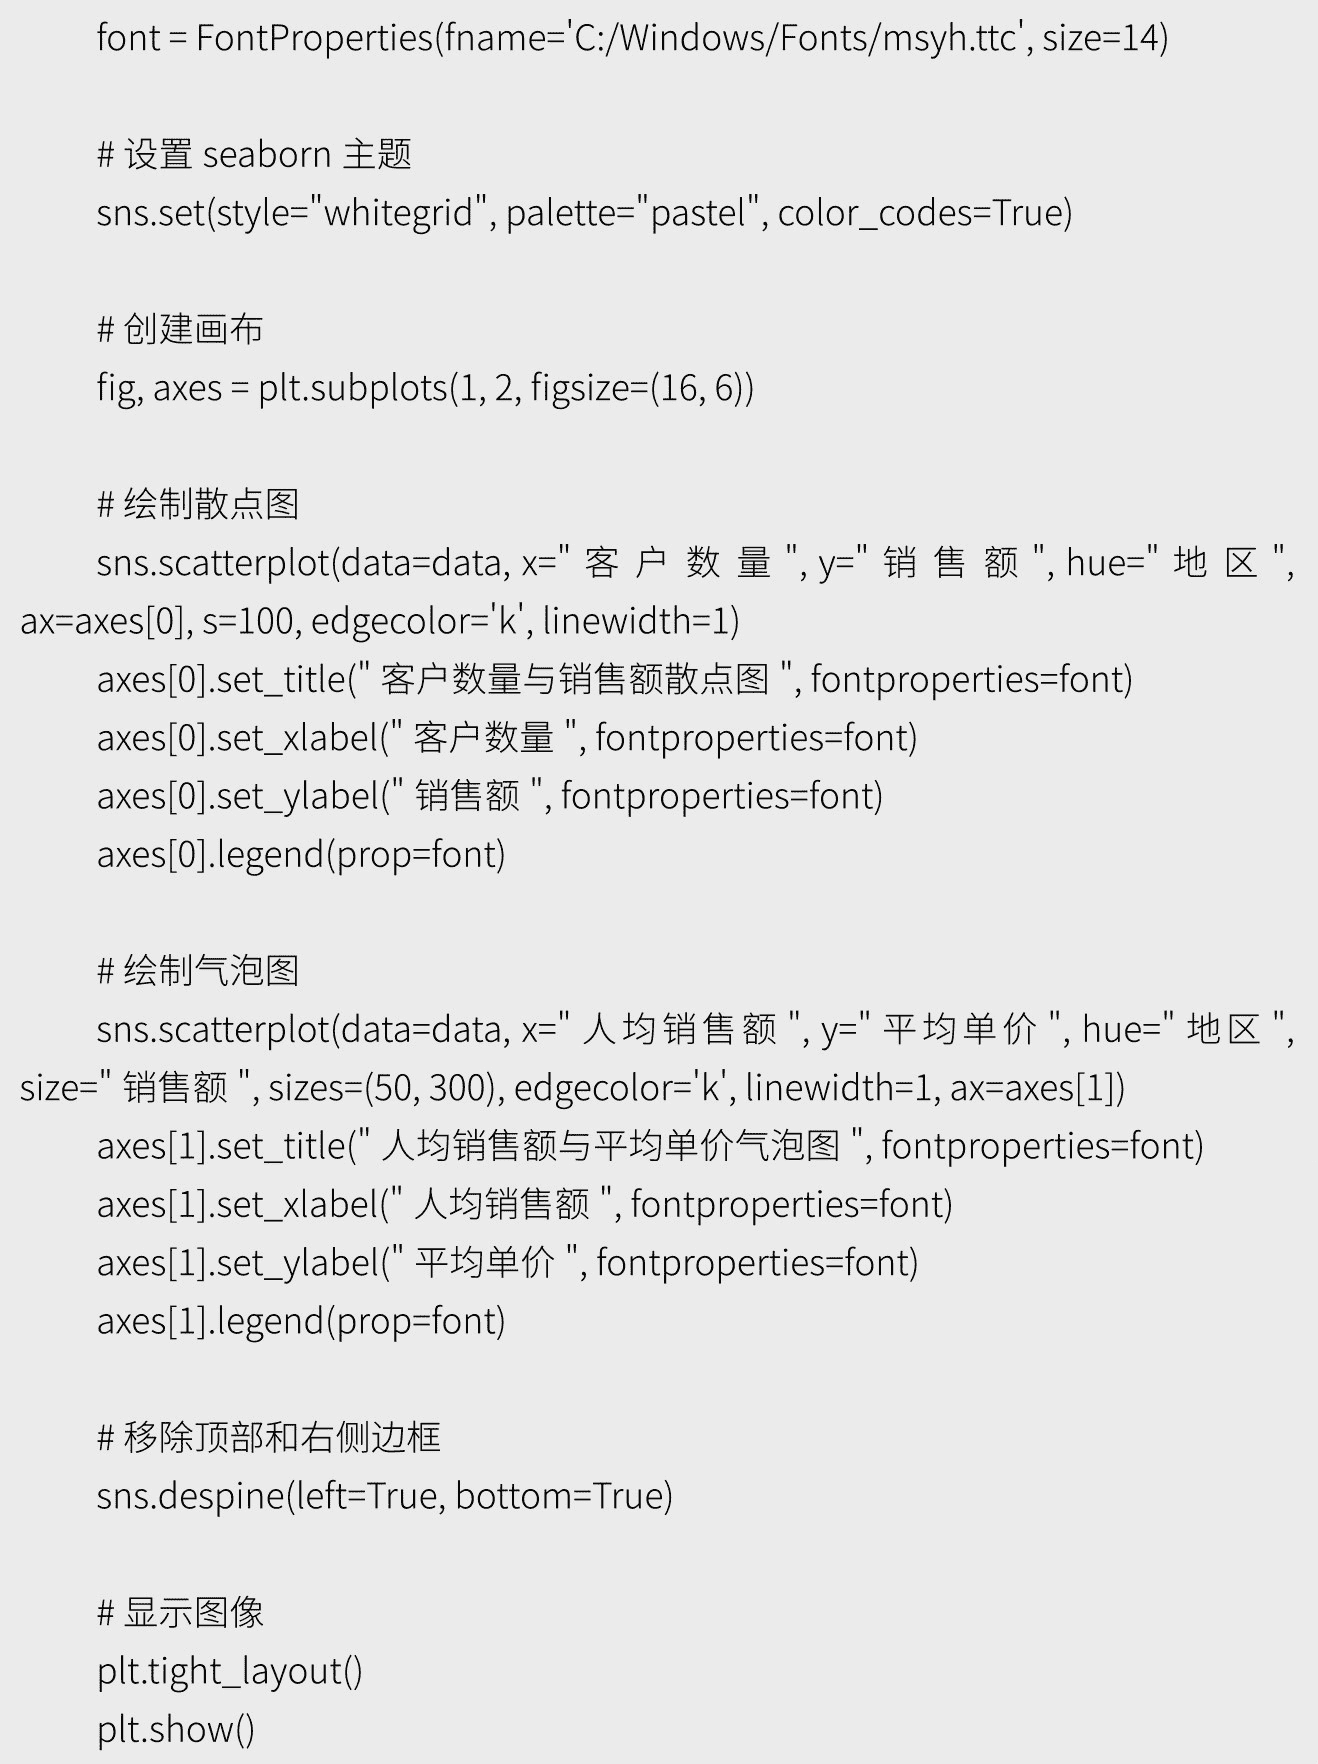 font = FontProperties(fname='C:/Windows/Fonts/msyh.ttc', size=14)
# 设置 seaborn 主题
sns.set(style="whitegrid", palette="pastel", color_codes=True)
# 创建画布
fig, axes = plt.subplots(1, 2, figsize=(16, 6))
# 绘制散点图
sns.scatterplot(data=data, x=" 客户数量 ", y=" 销售额 ", hue=" 地区 ",
ax=axes[0], s=100, edgecolor='k', linewidth=1)
axes[0].set_title(" 客户数量与销售额散点图 ", fontproperties=font)
axes[0].set_xlabel(" 客户数量 ", fontproperties=font)
axes[0].set_ylabel(" 销售额 ", fontproperties=font)
axes[0].legend(prop=font)
# 绘制气泡图
sns.scatterplot(data=data, x=" 人均销售额 ", y=" 平均单价 ", hue=" 地区 ",
size=" 销售额 ", sizes=(50, 300), edgecolor='k', linewidth=1, ax=axes[1])
axes[1].set_title(" 人均销售额与平均单价气泡图 ", fontproperties=font)
axes[1].set_xlabel(" 人均销售额 ", fontproperties=font)
axes[1].set_ylabel(" 平均单价 ", fontproperties=font)
axes[1].legend(prop=font)
# 移除顶部和右侧边框
sns.despine(left=True, bottom=True)
# 显示图像
plt.tight_layout()
plt.show()